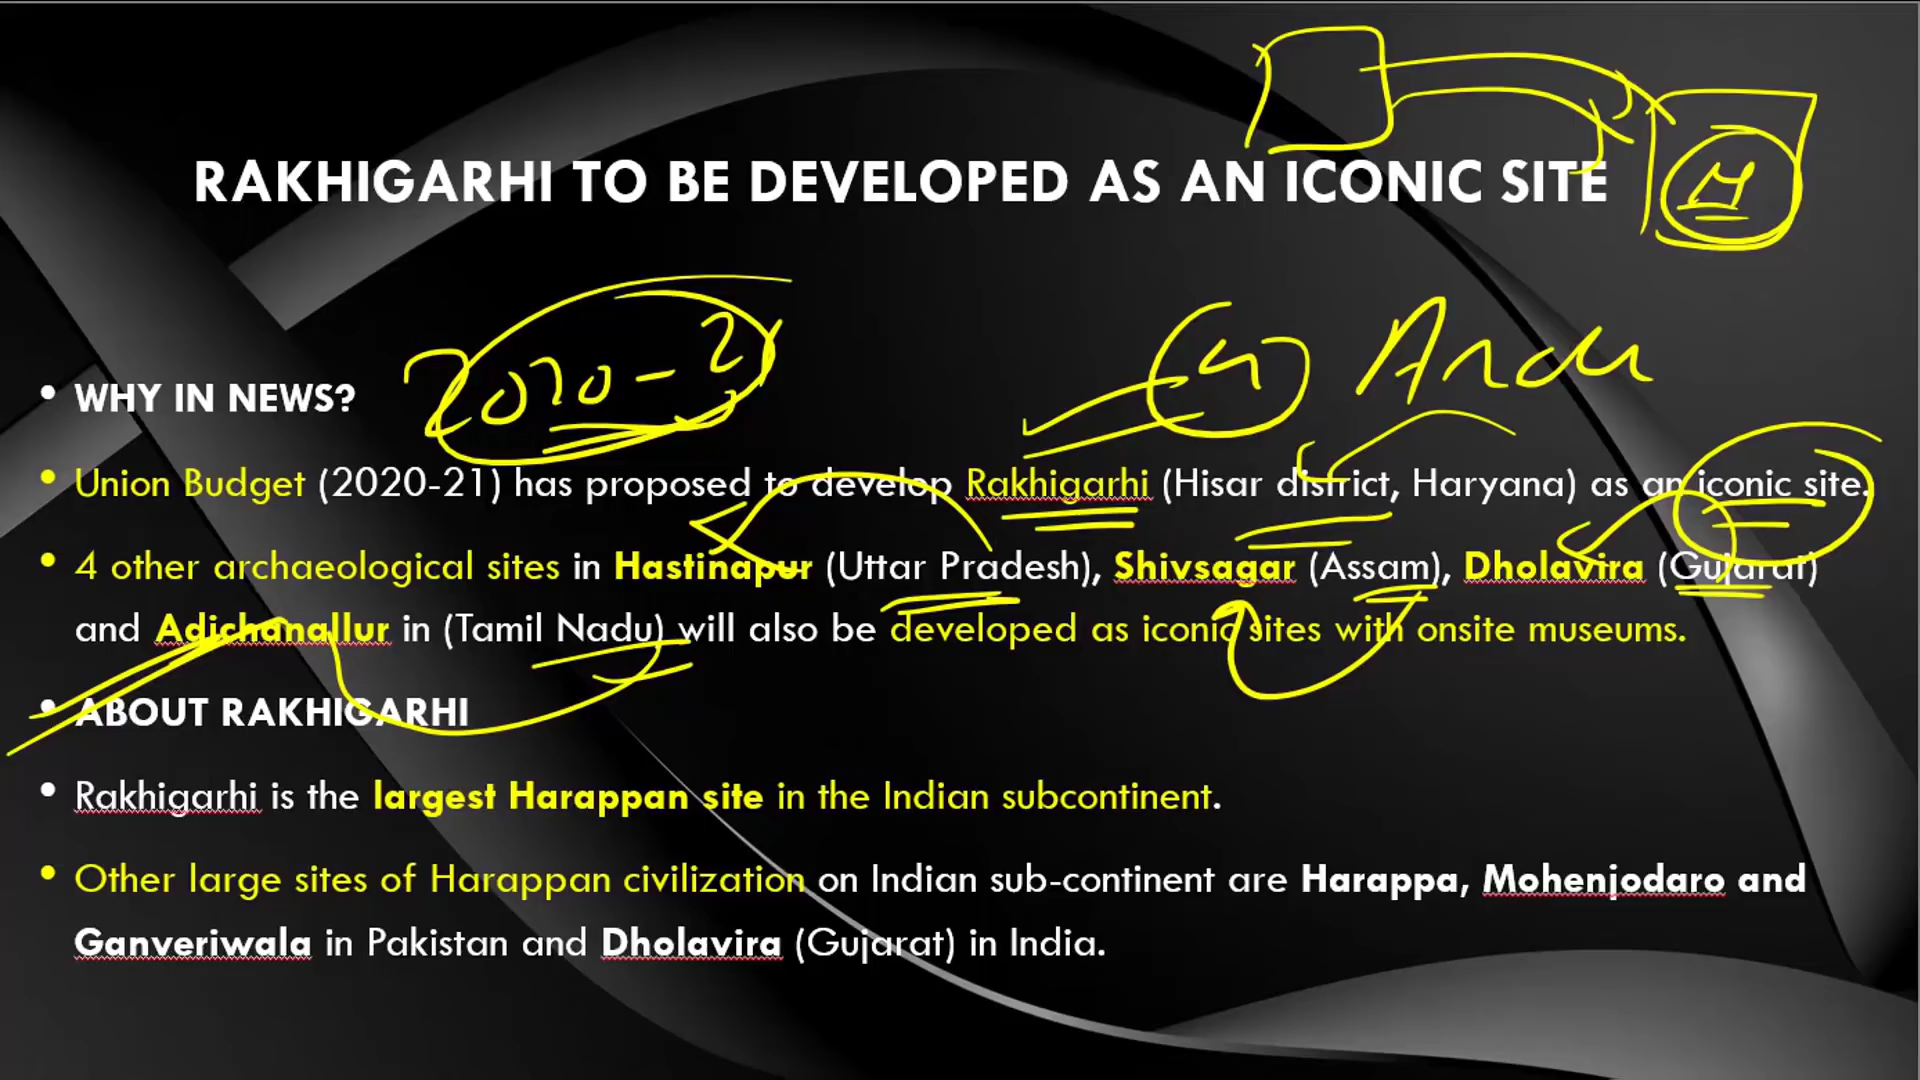 RAKHIGARHI TO BE DEVELOPED AS AN ICONIC SITE
M
2020-21
4
• WHY IN NEWS?
• Union Budget (2020-21) has proposed to develop Rakhigarhi (Hisar district, Haryana) as an iconic site.
• 4 other archaeological sites in Hastinapur (Uttar Pradesh), Shivsagar (Assam), Dholavira (Gujarat)
and Adichanallur in (Tamil Nadu) will also be developed as iconic sites with onsite museums.
• ABOUT RAKHIGARHI
• Rakhigarhi is the largest Harappan site in the Indian subcontinent.
• Other large sites of Harappan civilization on Indian sub-continent are Harappa, Mohenjodaro and
Ganveriwala in Pakistan and Dholavira (Gujarat) in India.